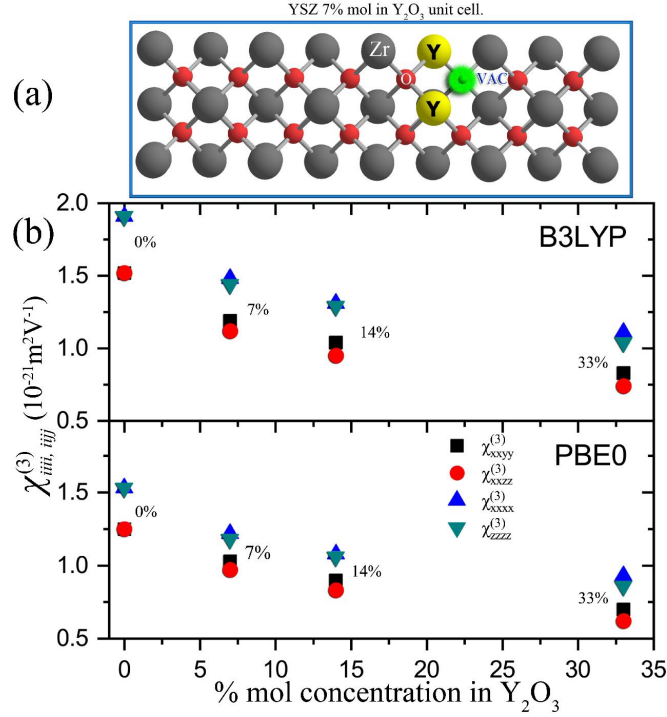 YSZ 7% mol in Y₂O₃ unit cell.
(a)
Zr Y
O VAC
Y
(b)
2.0
1.5
1.0
0.5
0%
7%
14%
33%
B3LYP
χ⁽³⁾iiii, iijj (10⁻²¹m²V⁻¹)
1.5
1.0
0.5
0%
7%
14%
33%
PBE0
χ⁽³⁾xxyy
χ⁽³⁾xxzz
χ⁽³⁾xxxx
χ⁽³⁾zzzz
0 5 10 15 20 25 30 35
% mol concentration in Y₂O₃